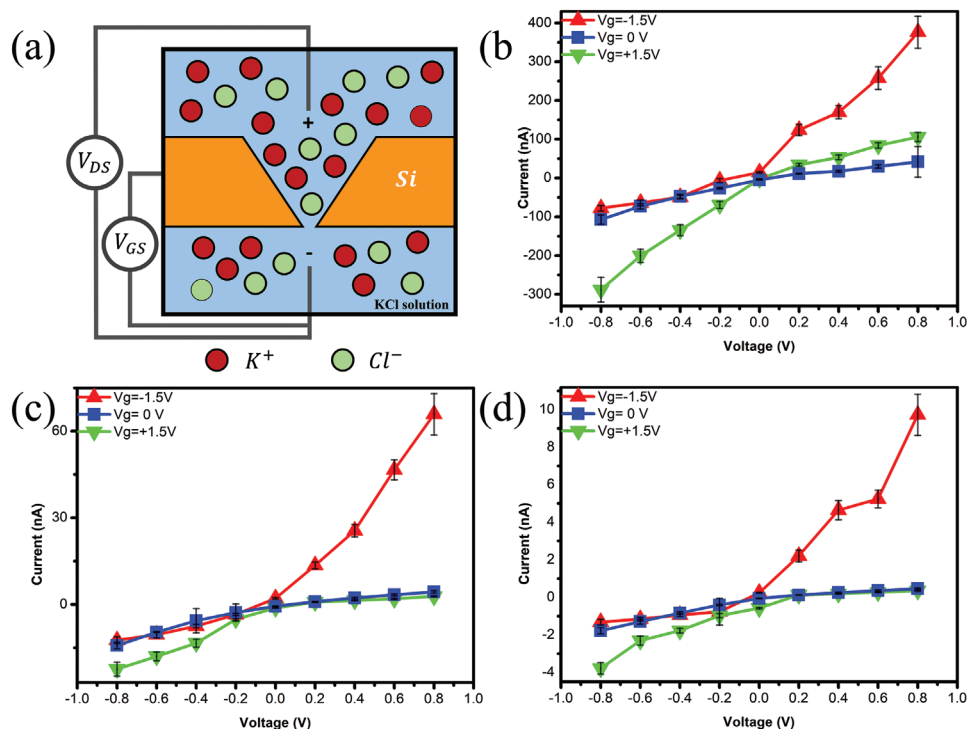 (a)
V_DS
V_GS
+
Si
-
KCl solution
K⁺
Cl⁻
(b)
Vg=-1.5V
Vg= 0 V
Vg=+1.5V
400
300
200
100
0
-100
-200
-300
Current (nA)
-1.0 -0.8 -0.6 -0.4 -0.2 0.0 0.2 0.4 0.6 0.8 1.0
Voltage (V)
(c)
Vg=-1.5V
Vg= 0 V
Vg=+1.5V
60
30
0
Current (nA)
-1.0 -0.8 -0.6 -0.4 -0.2 0.0 0.2 0.4 0.6 0.8 1.0
Voltage (V)
(d)
Vg=-1.5V
Vg= 0 V
Vg=+1.5V
10
8
6
4
2
0
-2
-4
Current (nA)
-1.0 -0.8 -0.6 -0.4 -0.2 0.0 0.2 0.4 0.6 0.8 1.0
Voltage (V)